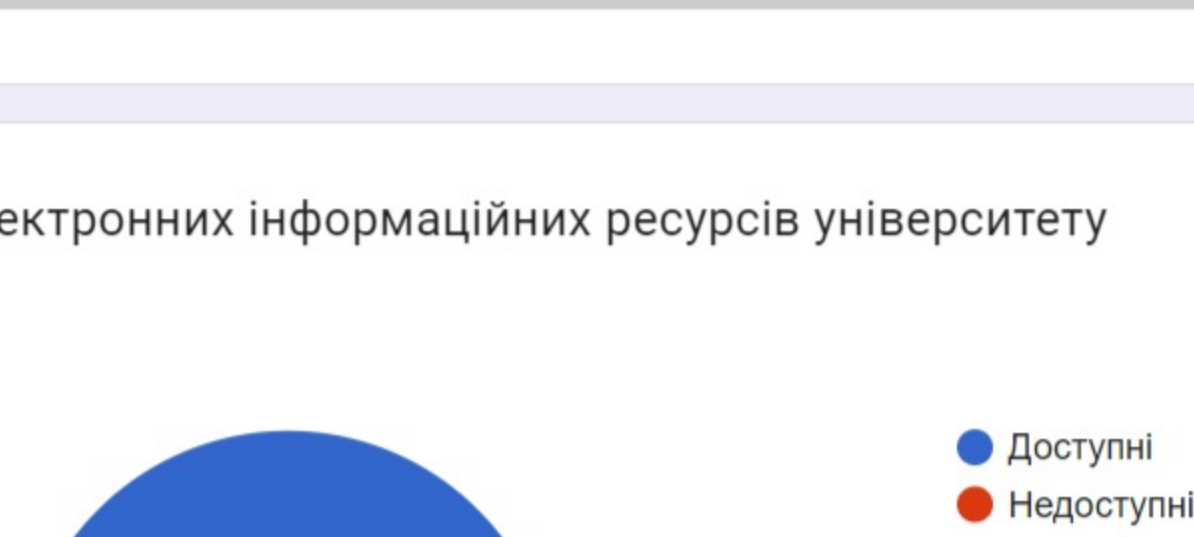 ектронних інформаційних ресурсів університету
Доступні
Недоступні